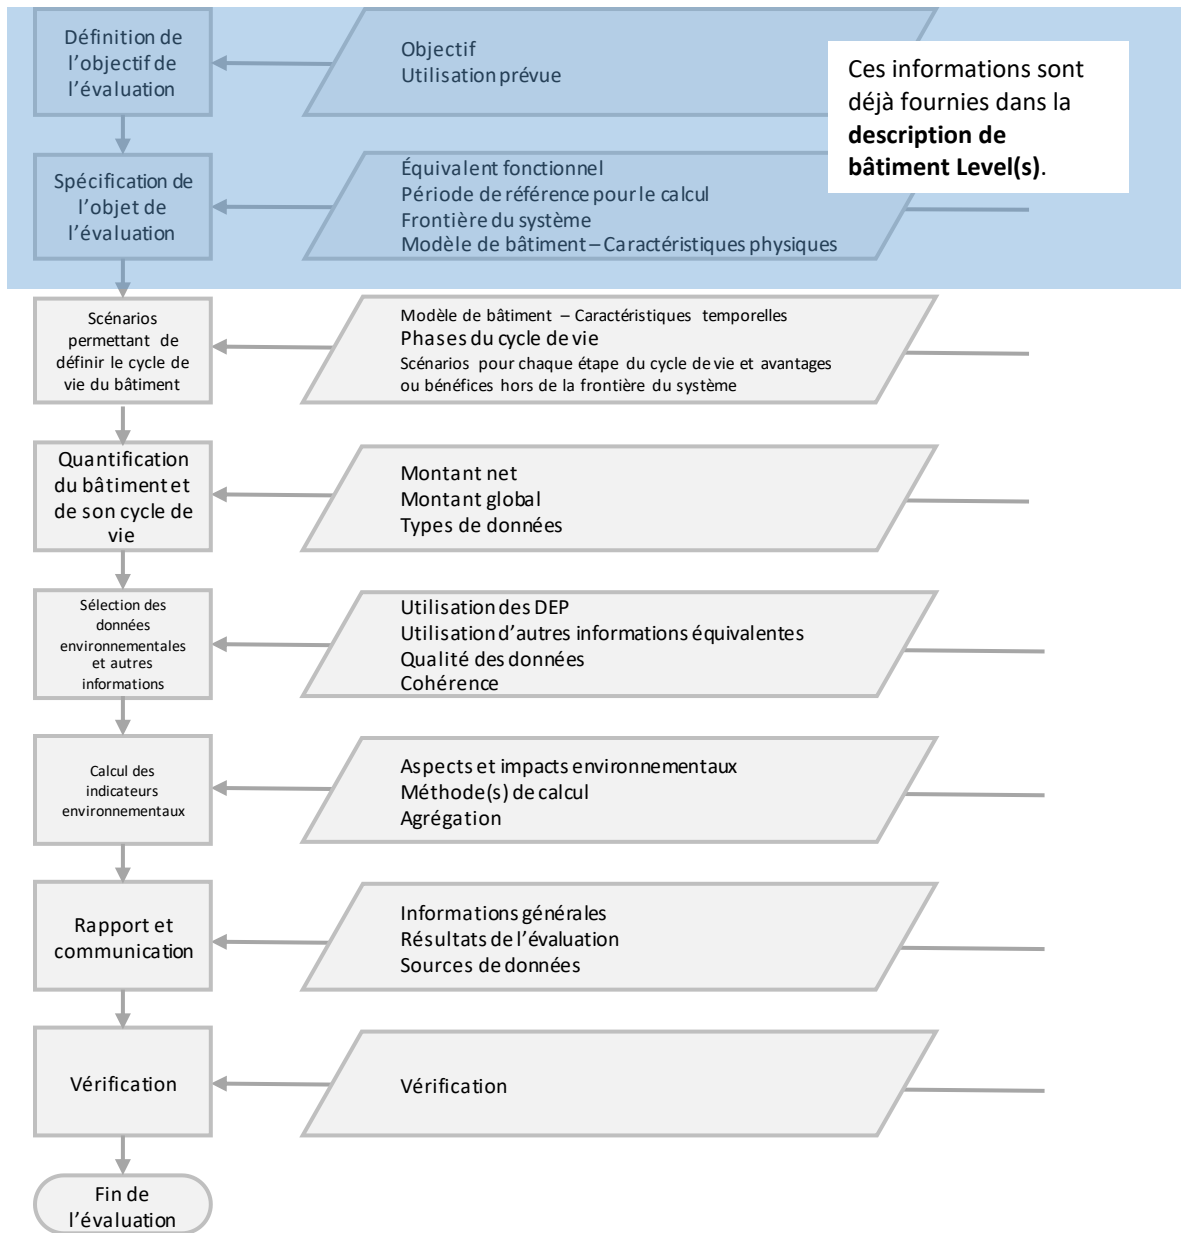 Définition de
l’objectif de
l’évaluation
Objectif
Utilisation prévue
Ces informations sont
déjà fournies dans la
description de
bâtiment Level(s).
Spécification de
l’objet de
l’évaluation
Équivalent fonctionnel
Période de référence pour le calcul
Frontière du système
Modèle de bâtiment – Caractéristiques physiques
Scénarios
permettant de
définir le cycle de
vie du bâtiment
Modèle de bâtiment – Caractéristiques temporelles
Phases du cycle de vie
Scénarios pour chaque étape du cycle de vie et avantages
ou bénéfices hors de la frontière du système
Quantification
du bâtiment et
de son cycle de
vie
Montant net
Montant global
Types de données
Sélection des
données
environnementales
et autres
informations
Utilisation des DEP
Utilisation d’autres informations équivalentes
Qualité des données
Cohérence
Calcul des
indicateurs
environnementaux
Aspects et impacts environnementaux
Méthode(s) de calcul
Agrégation
Rapport et
communication
Informations générales
Résultats de l’évaluation
Sources de données
Vérification
Vérification
Fin de
l’évaluation